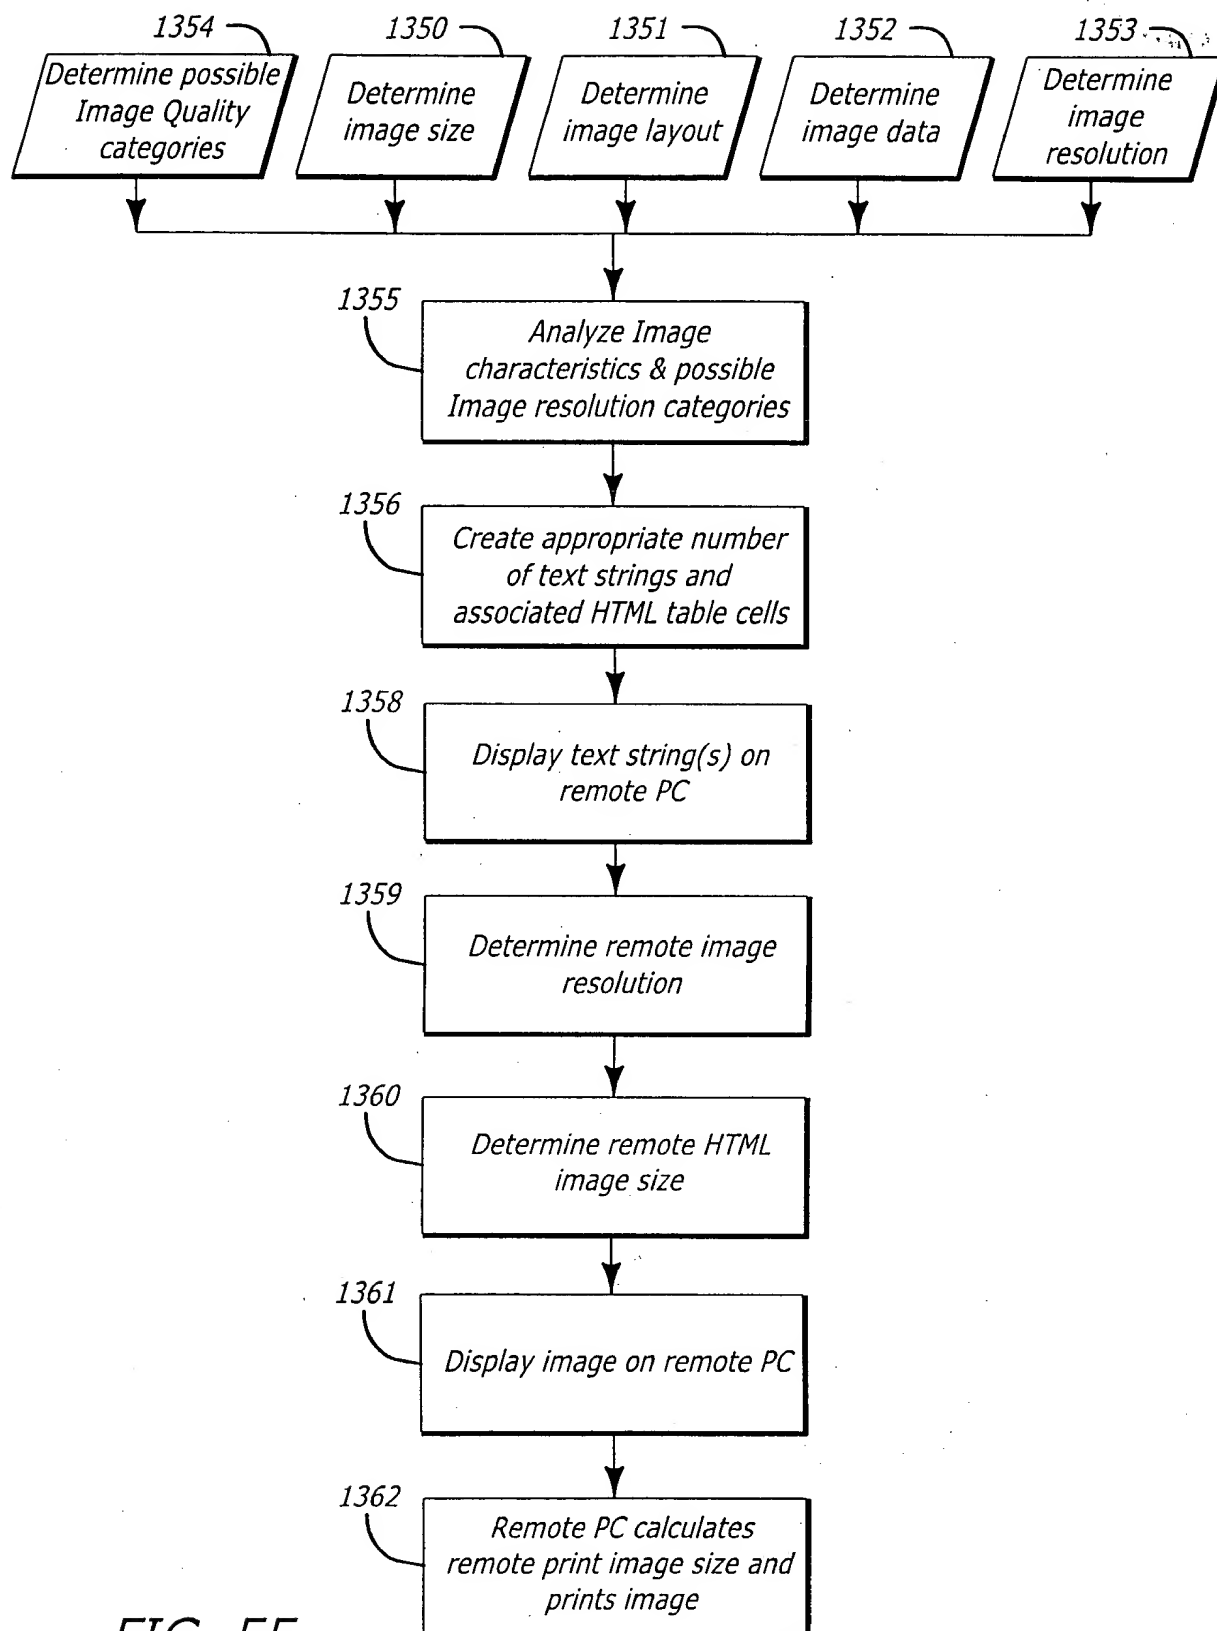 1354
1350
1351
1352
1353
Determine possible
Image Quality
categories
Determine
image size
Determine
image layout
Determine
image data
Determine
image
resolution
1355
Analyze Image
characteristics & possible
Image resolution categories
1356
Create appropriate number
of text strings and
associated HTML table cells
1358
Display text string(s) on
remote PC
1359
Determine remote image
resolution
1360
Determine remote HTML
image size
1361
Display image on remote PC
1362
Remote PC calculates
remote print image size and
prints image
FIG.